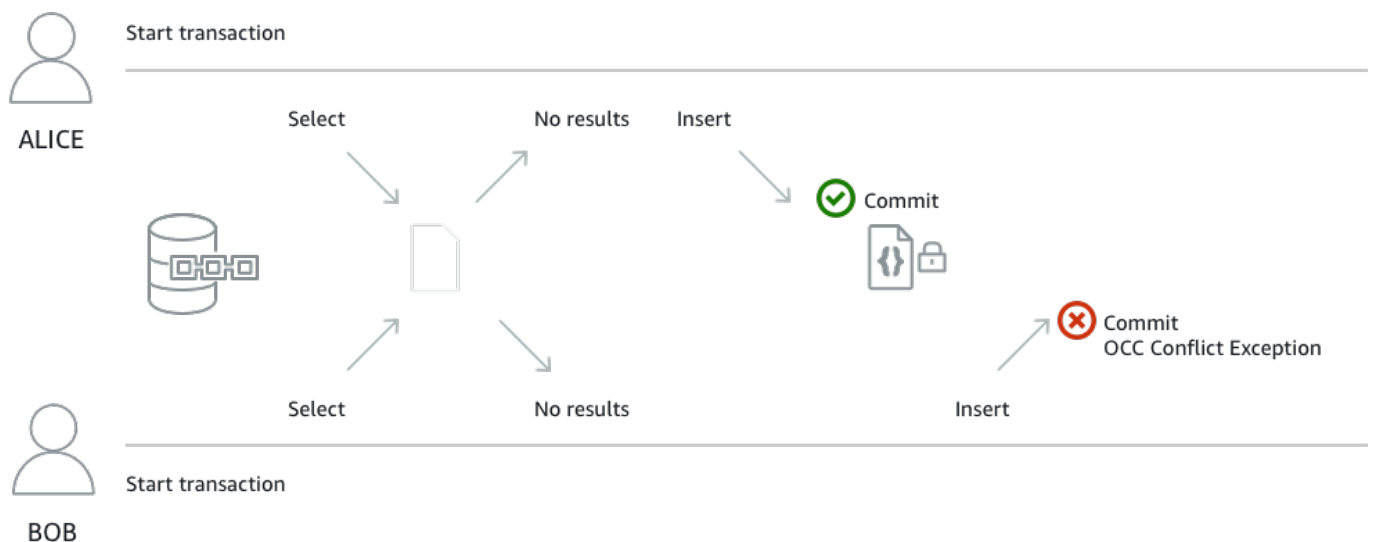 Start transaction
ALICE
Select
No results
Insert
Commit
{}
Commit
OCC Conflict Exception
Select
No results
Insert
Start transaction
BOB